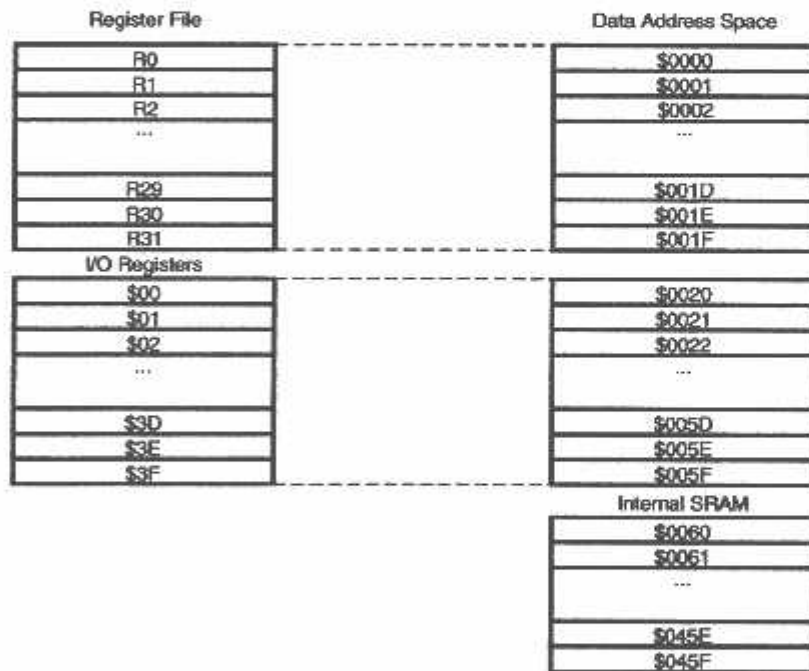 Register File
Data Address Space
R0
$0000
R1
$0001
R2
$0002
...
...
R29
$001D
R30
$001E
R31
$001F
I/O Registers
$00
$0020
$01
$0021
$02
$0022
...
...
$3D
$005D
$3E
$005E
$3F
$005F
Internal SRAM
$0060
$0061
...
$045E
$045F